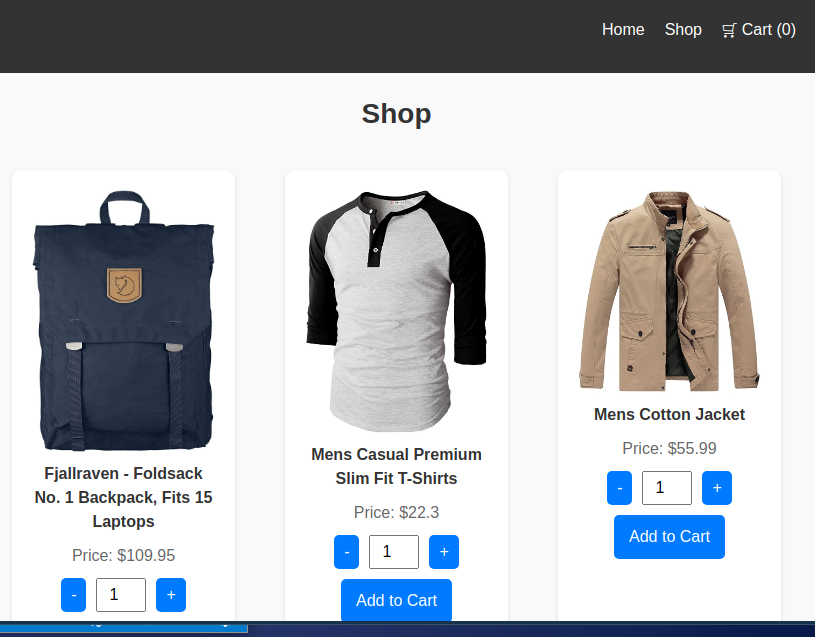 Home Shop 🛒 Cart (0)
Shop
Fjallraven - Foldsack
No. 1 Backpack, Fits 15
Laptops
Price: $109.95
- 1 +
Mens Casual Premium
Slim Fit T-Shirts
Price: $22.3
- 1 +
Add to Cart
Mens Cotton Jacket
Price: $55.99
- 1 +
Add to Cart